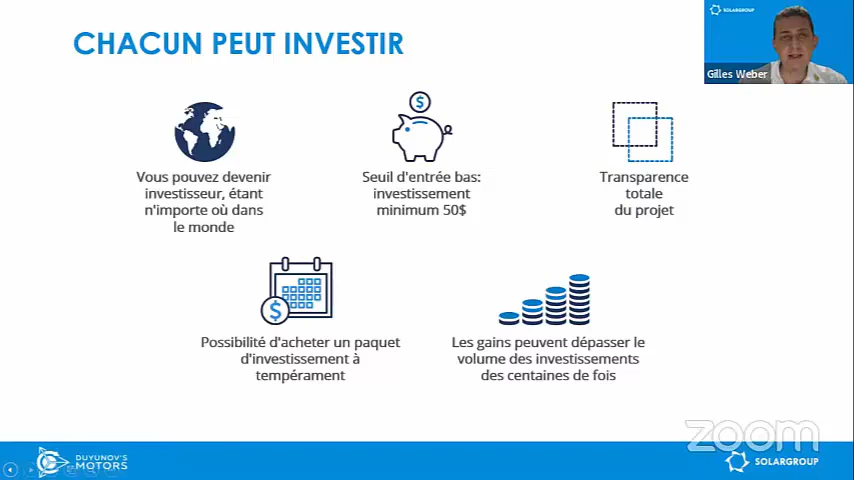 CHACUN PEUT INVESTIR
SOLARGROUP
Gilles Weber
$
Vous pouvez devenir
investisseur, étant
n'importe où dans
le monde
Seuil d'entrée bas:
investissement
minimum 50$
Transparence
totale
du projet
$
Possibilité d'acheter un paquet
d'investissement à
tempérament
Les gains peuvent dépasser le
volume des investissements
des centaines de fois
zoom
DUYUNOV'S
MOTORS
SOLARGROUP